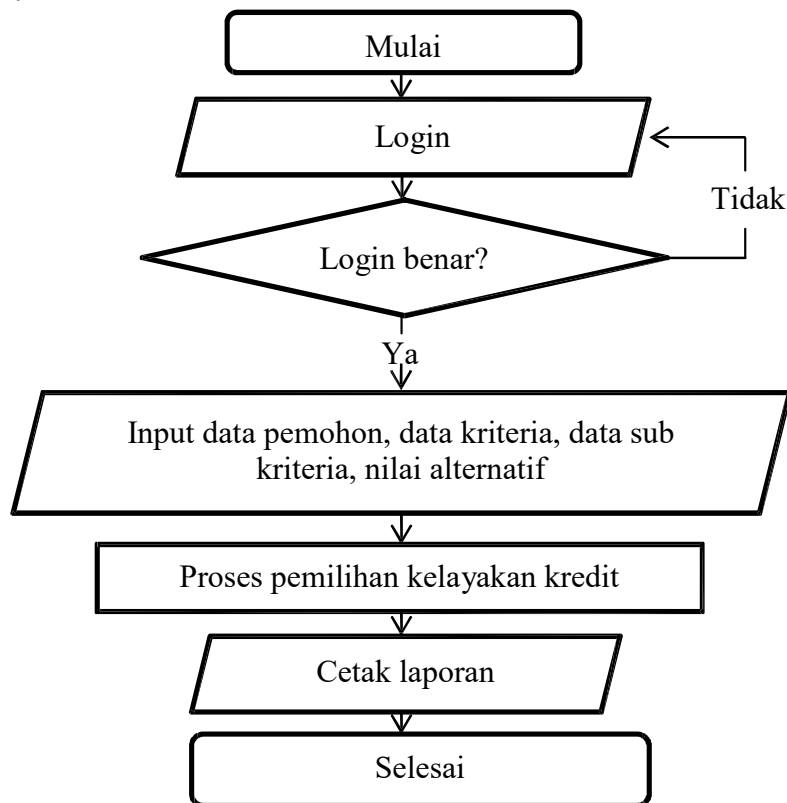 Mulai
Login
Tidak
Login benar?
Ya
Input data pemohon, data kriteria, data sub
kriteria, nilai alternatif
Proses pemilihan kelayakan kredit
Cetak laporan
Selesai